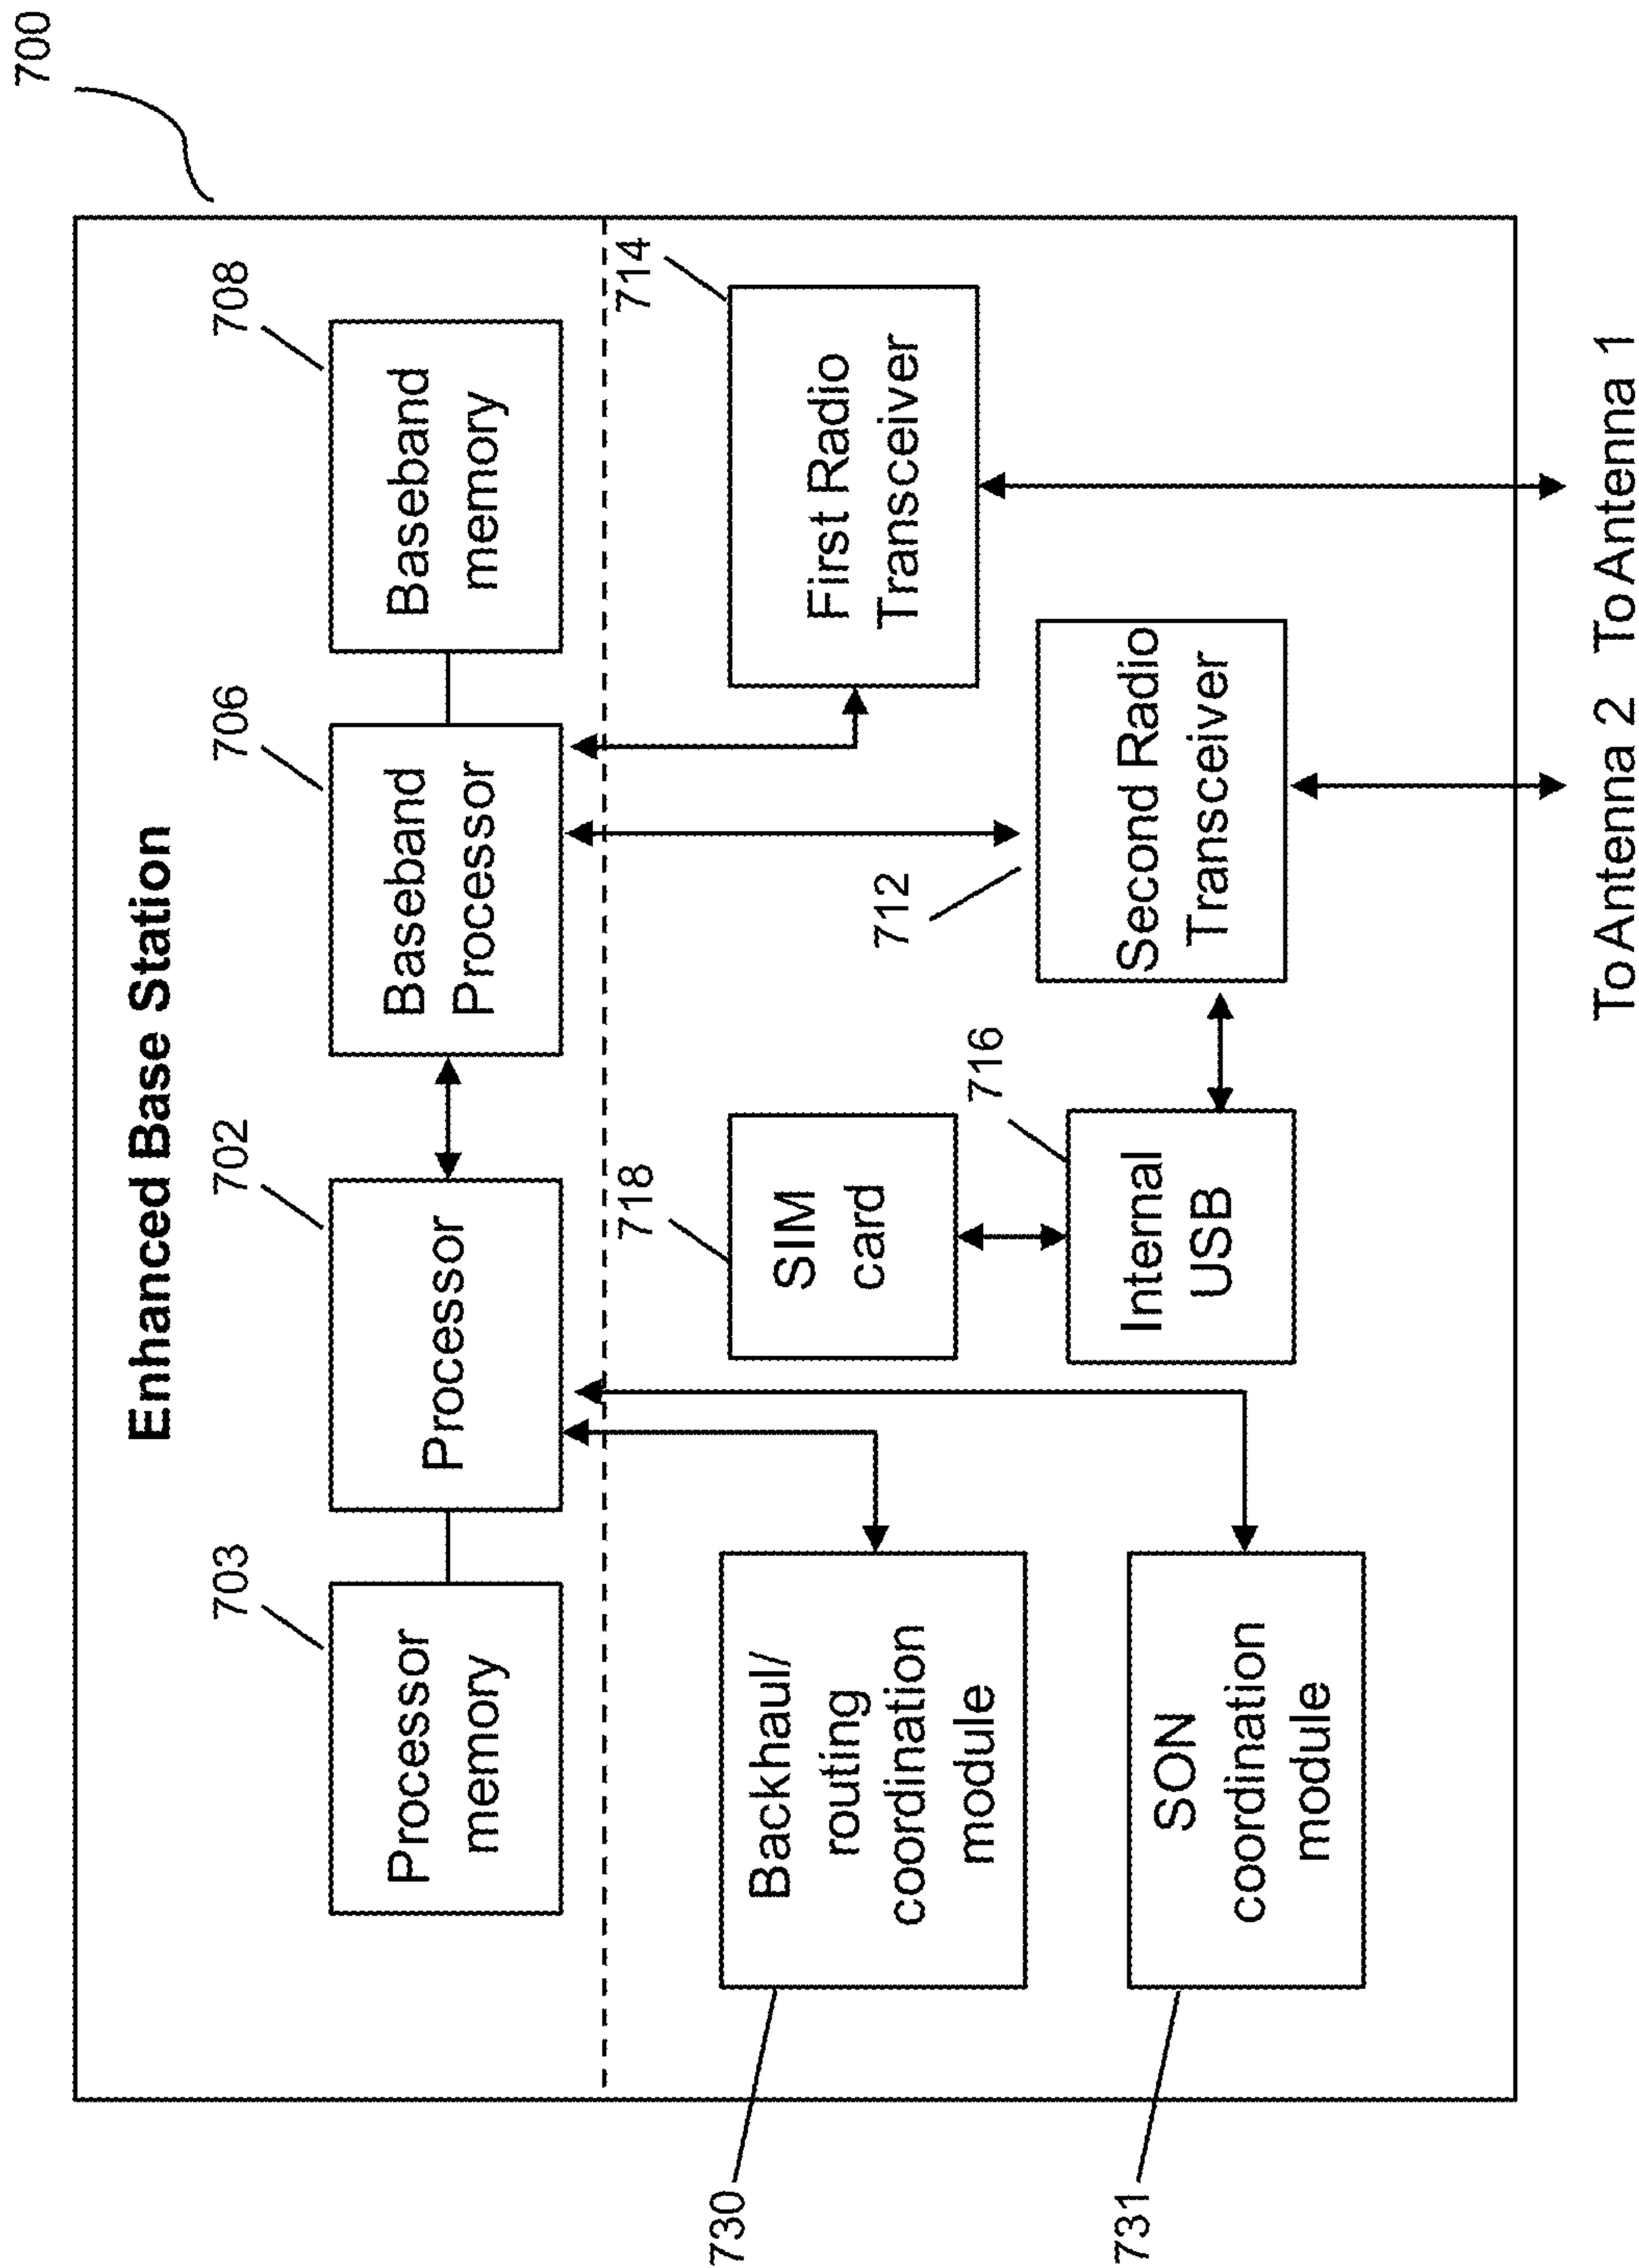 700
Enhanced Base Station
703
702
706
708
Processor
memory
Processor
Baseband
Processor
Baseband
memory
730
Backhaul/
routing
coordination
module
718
SIM
card
714
First Radio
Transceiver
712
716
731
SON
coordination
module
Internal
USB
Second Radio
Transceiver
To Antenna 2
To Antenna 1